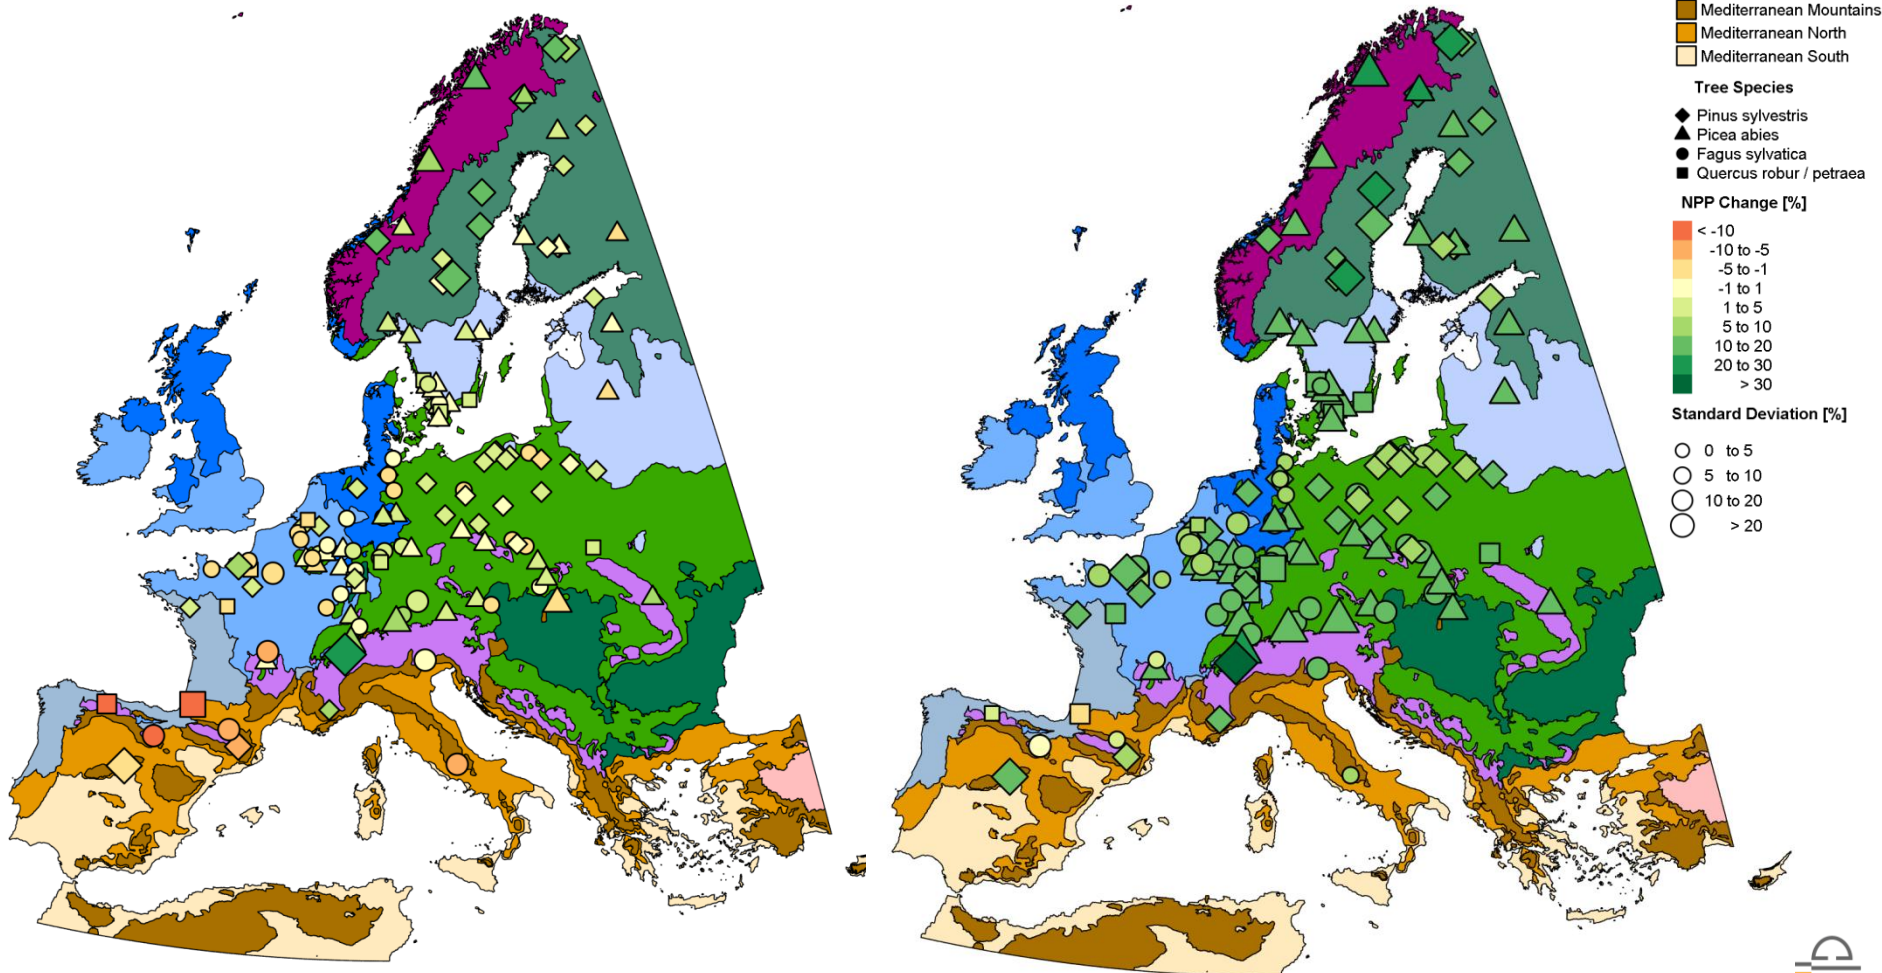 Mediterranean Mountains
Mediterranean North
Mediterranean South
Tree Species
Pinus sylvestris
Picea abies
Fagus sylvatica
Quercus robur / petraea
NPP Change [%]
< -10
-10 to -5
-5 to -1
-1 to 1
1 to 5
5 to 10
10 to 20
20 to 30
> 30
Standard Deviation [%]
0 to 5
5 to 10
10 to 20
> 20